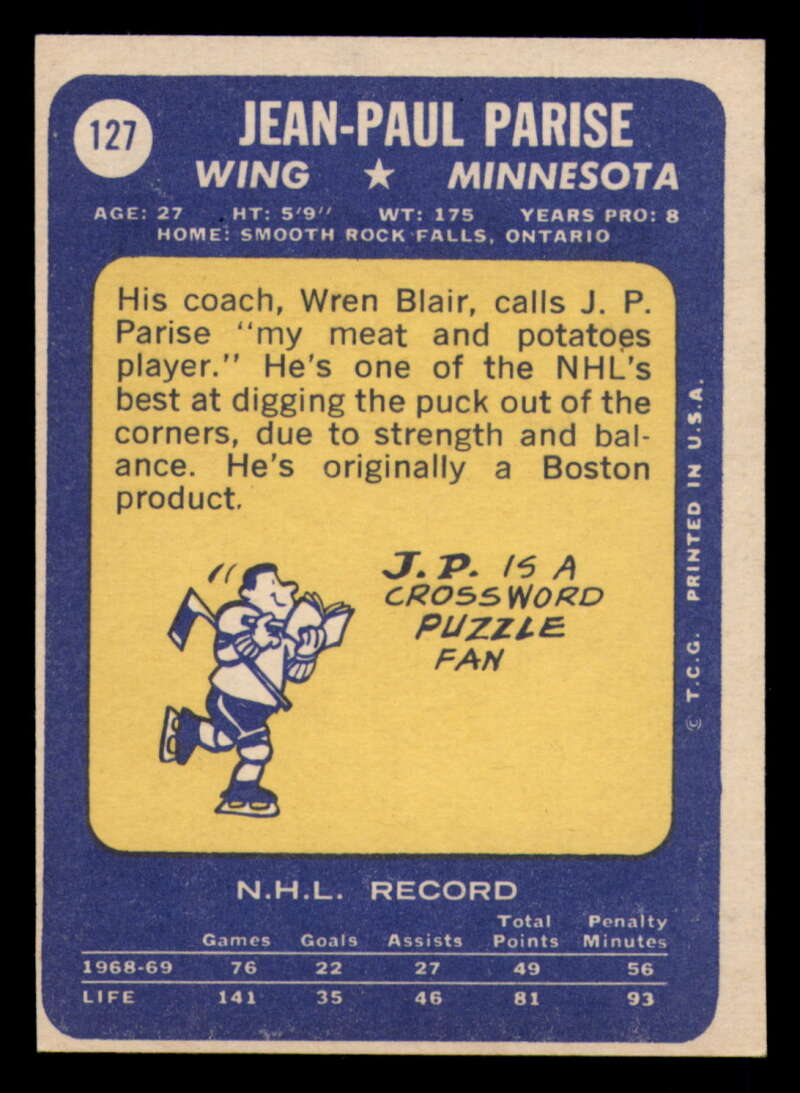 127
JEAN-PAUL PARISE
WING ★ MINNESOTA
AGE: 27 HT: 5'9" WT: 175 YEARS PRO: 8
HOME: SMOOTH ROCK FALLS, ONTARIO
His coach, Wren Blair, calls J. P.
Parise "my meat and potatoes
player." He's one of the NHL's
best at digging the puck out of the
corners, due to strength and bal-
ance. He's originally a Boston
product.
J.P. IS A
CROSSWORD
PUZZLE
FAN
© T.C.G. PRINTED IN U.S.A.
N.H.L. RECORD
Games Goals Assists Total Points Penalty Minutes
1968-69 76 22 27 49 56
LIFE 141 35 46 81 93